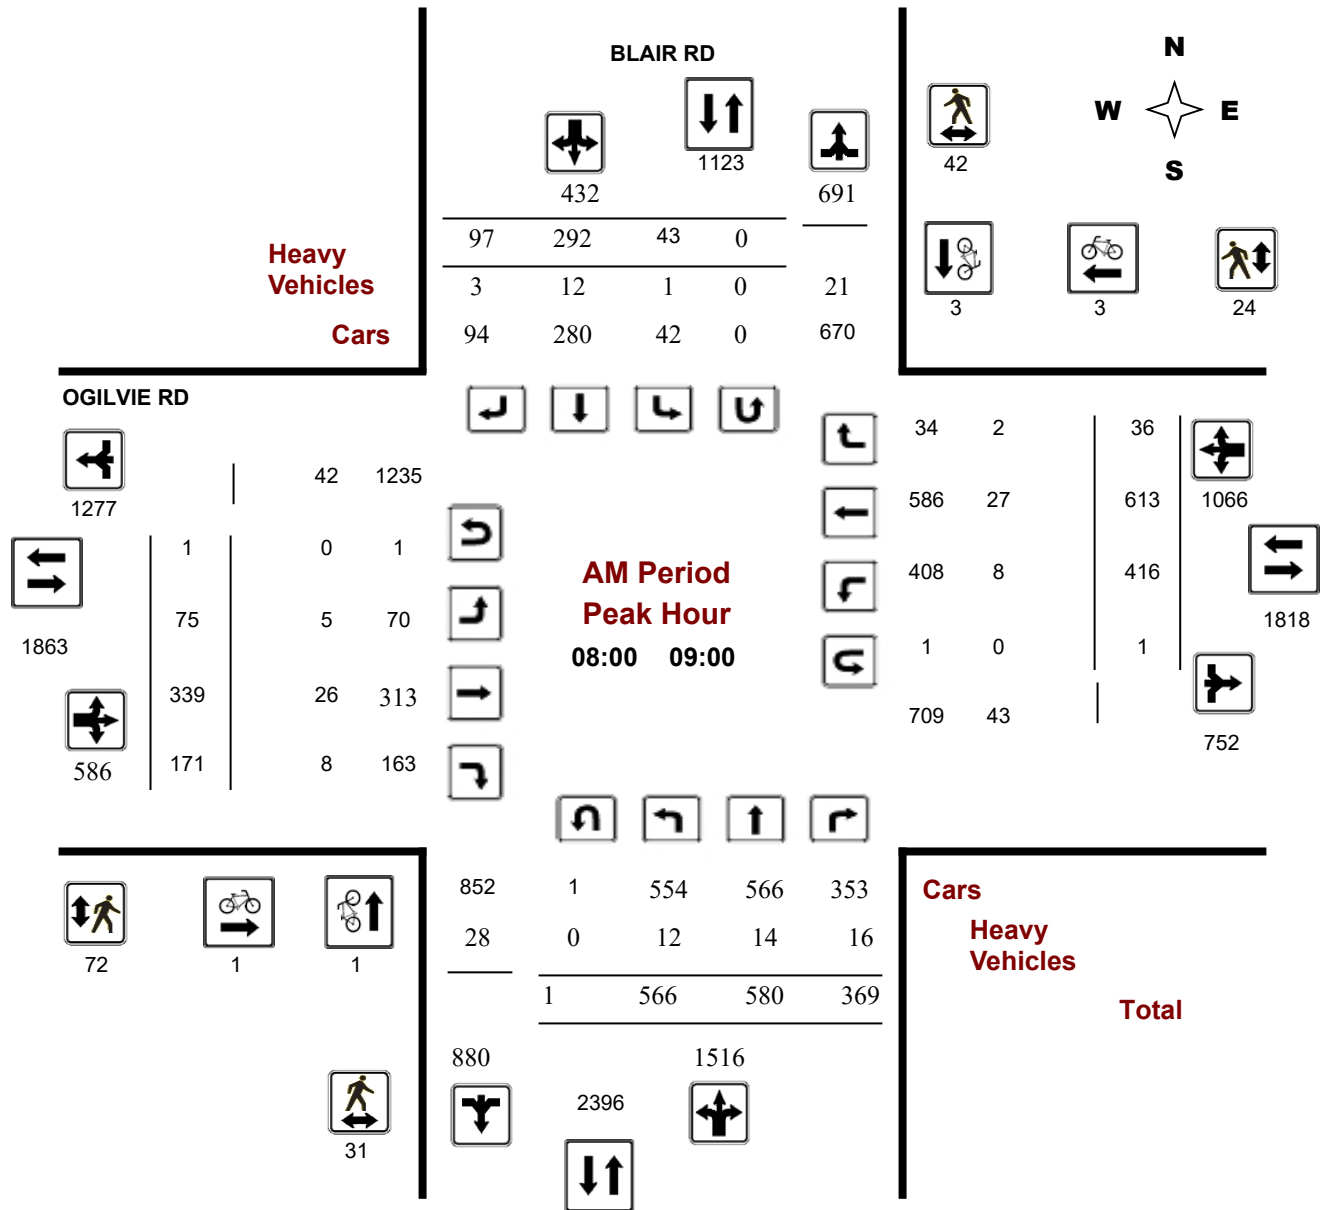 BLAIR RD
N
W E
S
1123
42
432
691
97 292 43 0
Heavy
Vehicles
3 12 1 0 21
3 3 24
Cars
94 280 42 0 670
OGILVIE RD
34 2 36
42 1235
1277
586 27 613
1066
1 0 1
AM Period
408 8 416
Peak Hour
75 5 70
1863
08:00 09:00
1 0 1
1818
339 26 313
709 43
752
586
171 8 163
852 1 554 566 353
Cars
28 0 12 14 16
Heavy
Vehicles
72 1 1
1 566 580 369
Total
880
1516
2396
31